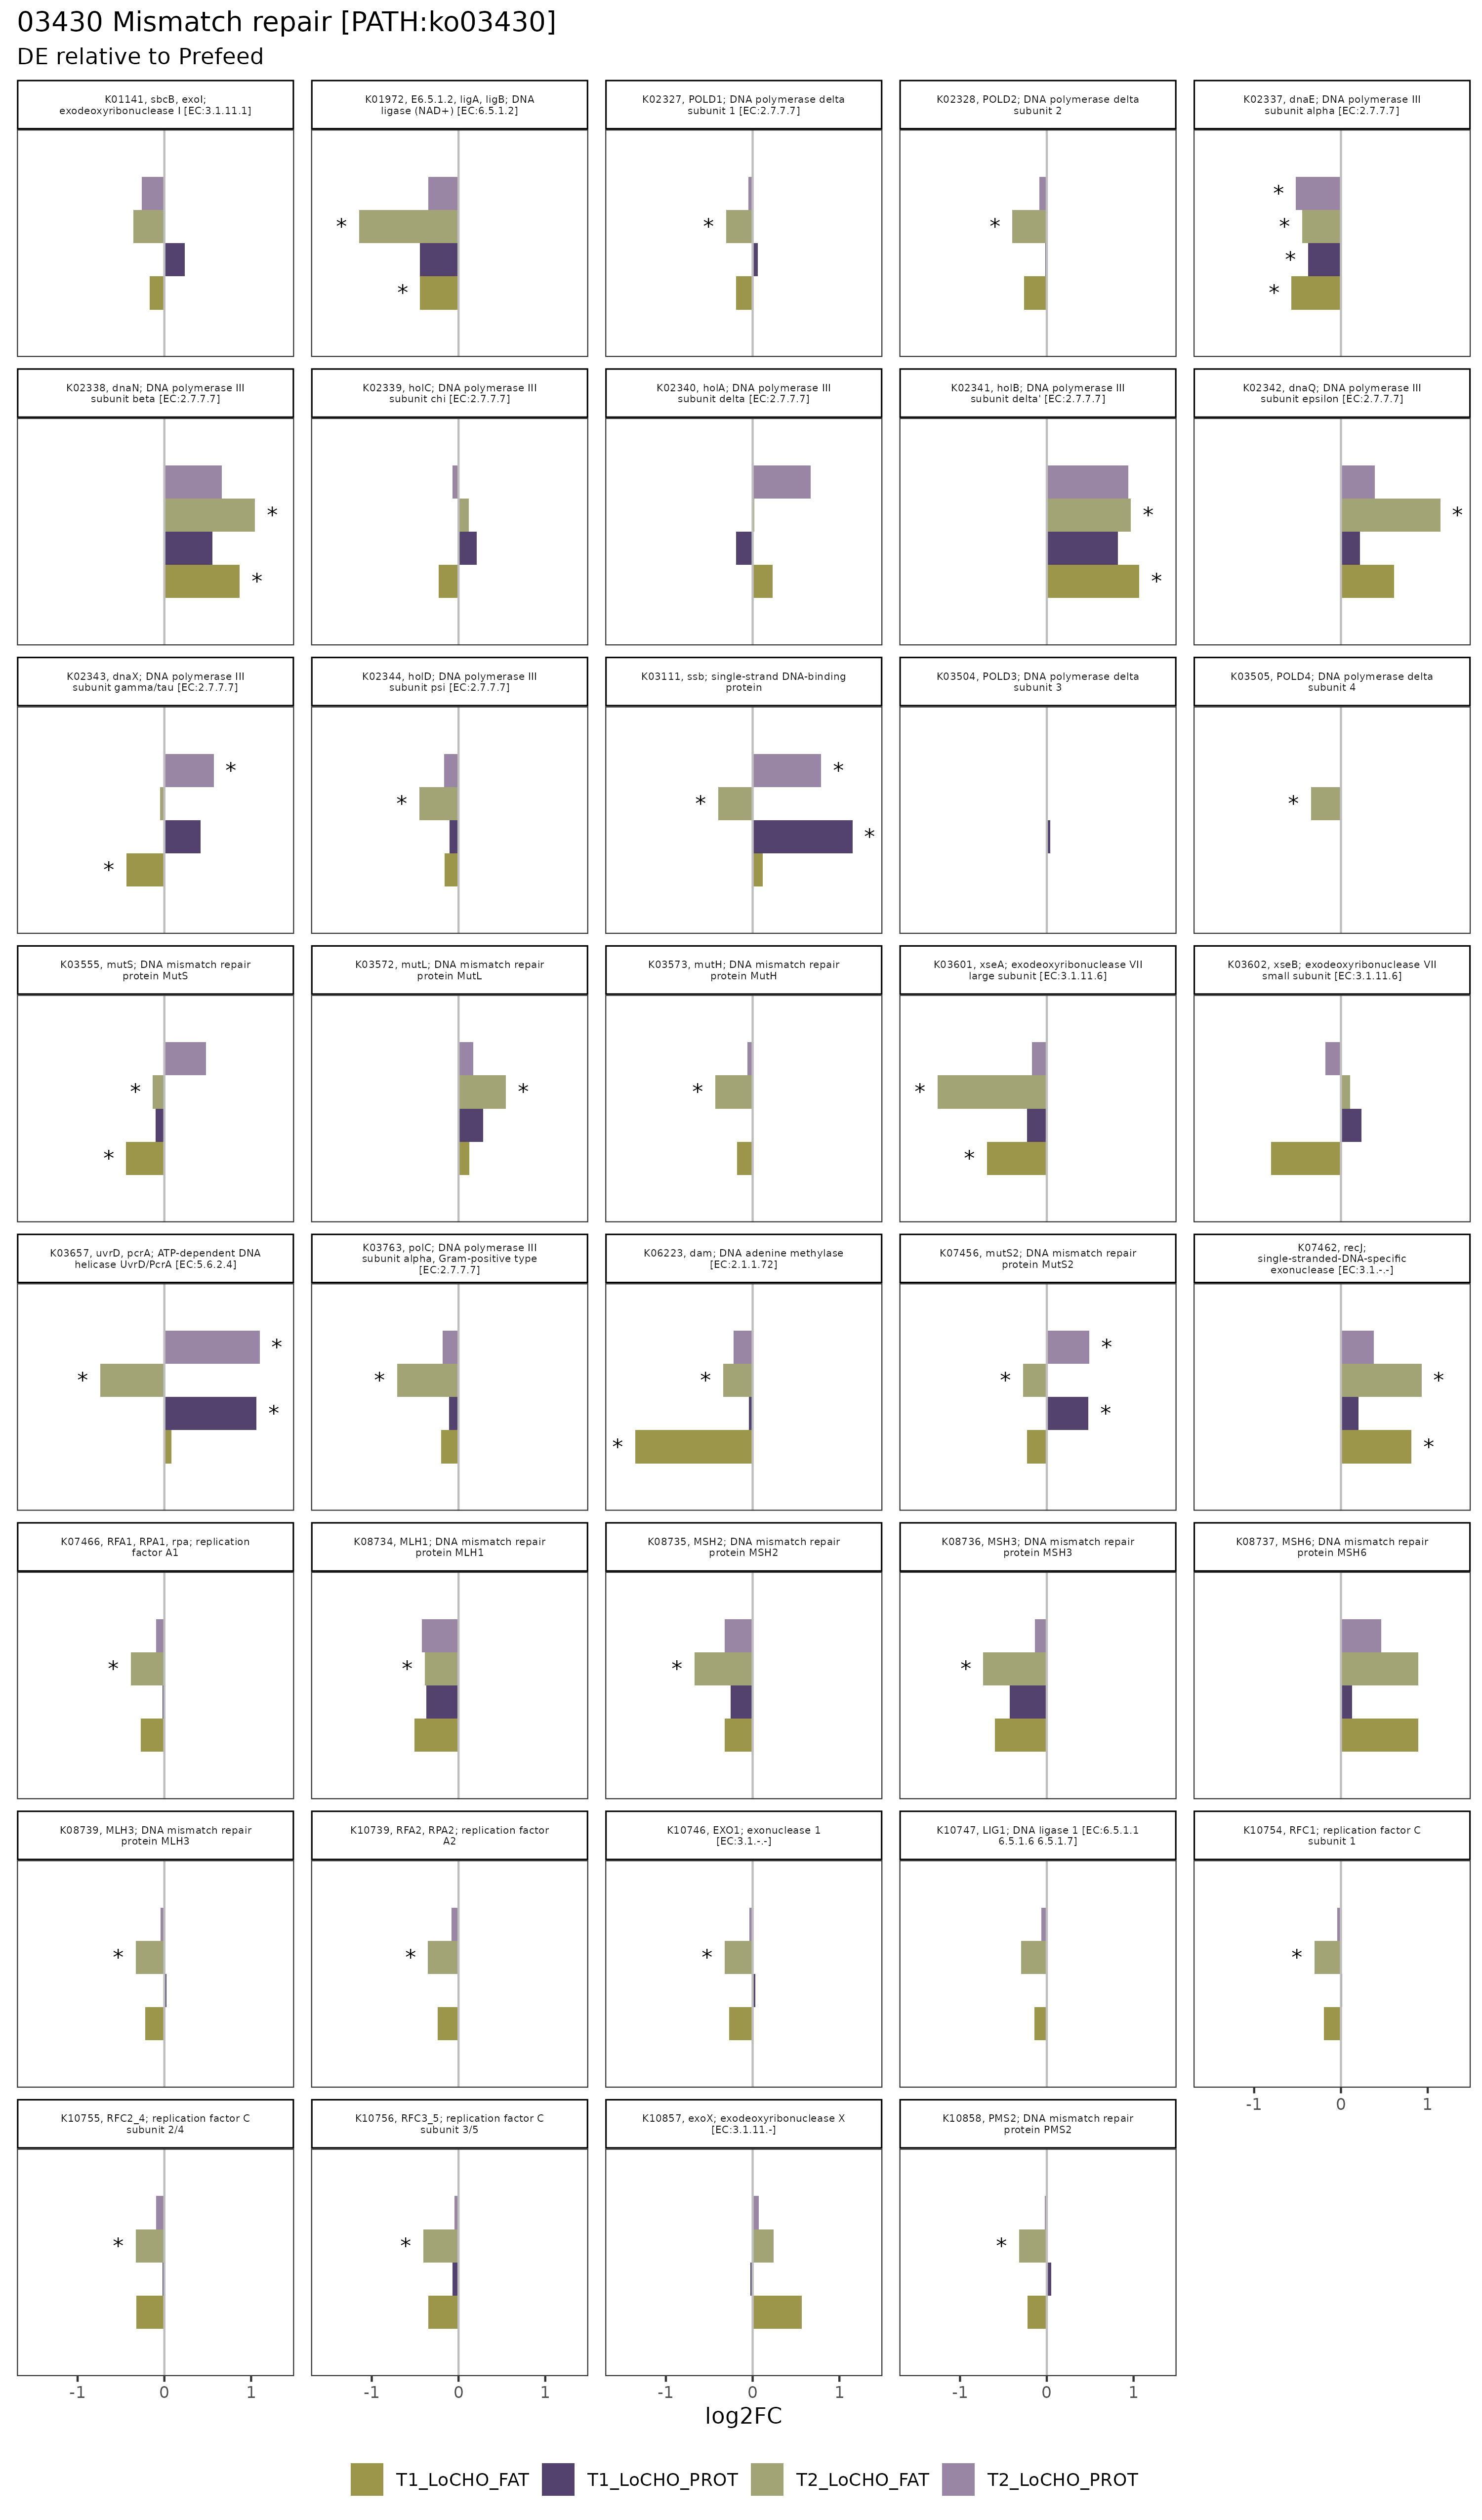 03430 Mismatch repair [PATH:ko03430]
DE relative to Prefeed
K01141, sbcB, exoI;
exodeoxyribonuclease I [EC:3.1.11.1]
K01972, E6.5.1.2, ligA, ligB; DNA
ligase (NAD+) [EC:6.5.1.2]
K02327, POLD1; DNA polymerase delta
subunit 1 [EC:2.7.7.7]
K02328, POLD2; DNA polymerase delta
subunit 2
K02337, dnaE; DNA polymerase III
subunit alpha [EC:2.7.7.7]
*
*
*
*
*
*
*
*
K02338, dnaN; DNA polymerase III
subunit beta [EC:2.7.7.7]
K02339, holC; DNA polymerase III
subunit chi [EC:2.7.7.7]
K02340, holA; DNA polymerase III
subunit delta [EC:2.7.7.7]
K02341, holB; DNA polymerase III
subunit delta' [EC:2.7.7.7]
K02342, dnaQ; DNA polymerase III
subunit epsilon [EC:2.7.7.7]
*
*
*
*
*
K02343, dnaX; DNA polymerase III
subunit gamma/tau [EC:2.7.7.7]
K02344, holD; DNA polymerase III
subunit psi [EC:2.7.7.7]
K03111, ssb; single-strand DNA-binding
protein
K03504, POLD3; DNA polymerase delta
subunit 3
K03505, POLD4; DNA polymerase delta
subunit 4
*
*
*
*
*
*
*
K03555, mutS; DNA mismatch repair
protein MutS
K03572, mutL; DNA mismatch repair
protein MutL
K03573, mutH; DNA mismatch repair
protein MutH
K03601, xseA; exodeoxyribonuclease VII
large subunit [EC:3.1.11.6]
K03602, xseB; exodeoxyribonuclease VII
small subunit [EC:3.1.11.6]
*
*
*
*
*
*
K03657, uvrD, pcrA; ATP-dependent DNA
helicase UvrD/PcrA [EC:5.6.2.4]
K03763, polC; DNA polymerase III
subunit alpha, Gram-positive type
[EC:2.7.7.7]
K06223, dam; DNA adenine methylase
[EC:2.1.1.72]
K07456, mutS2; DNA mismatch repair
protein MutS2
K07462, recJ;
single-stranded-DNA-specific
exonuclease [EC:3.1.-.-]
*
*
*
*
*
*
*
*
*
*
*
K07466, RFA1, RPA1, rpa; replication
factor A1
K08734, MLH1; DNA mismatch repair
protein MLH1
K08735, MSH2; DNA mismatch repair
protein MSH2
K08736, MSH3; DNA mismatch repair
protein MSH3
K08737, MSH6; DNA mismatch repair
protein MSH6
*
*
*
*
K08739, MLH3; DNA mismatch repair
protein MLH3
K10739, RFA2, RPA2; replication factor
A2
K10746, EXO1; exonuclease 1
[EC:3.1.-.-]
K10747, LIG1; DNA ligase 1 [EC:6.5.1.1
6.5.1.6 6.5.1.7]
K10754, RFC1; replication factor C
subunit 1
*
*
*
*
-1 0 1
K10755, RFC2_4; replication factor C
subunit 2/4
K10756, RFC3_5; replication factor C
subunit 3/5
K10857, exoX; exodeoxyribonuclease X
[EC:3.1.11.-]
K10858, PMS2; DNA mismatch repair
protein PMS2
*
*
*
-1 0 1
-1 0 1
-1 0 1
-1 0 1
log2FC
T1_LoCHO_FAT
T1_LoCHO_PROT
T2_LoCHO_FAT
T2_LoCHO_PROT